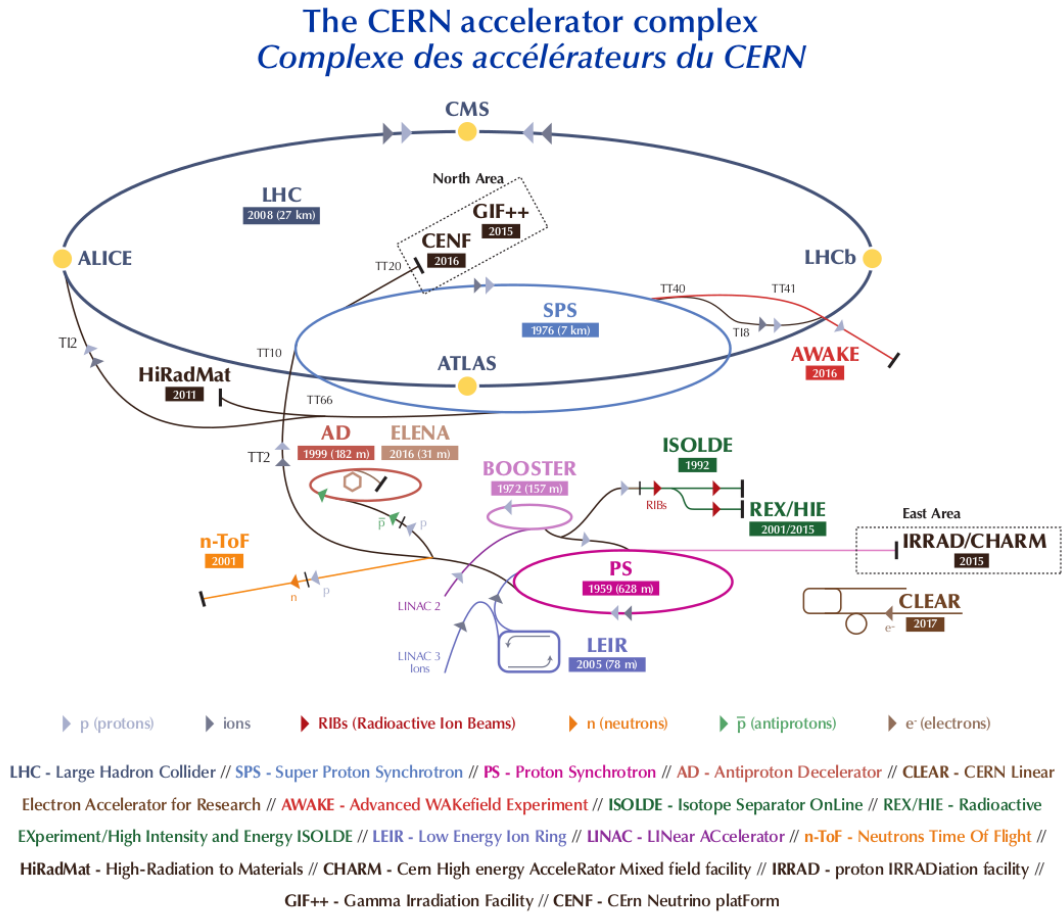 The CERN accelerator complex
Complexe des accélérateurs du CERN
CMS
North Area
LHC
2008 (27 km)
GIF++
2015
CENF
2016
ALICE
TT20
LHCb
TT40
TT41
SPS
1976 (7 km)
TI2
TT10
TI8
AWAKE
2016
ATLAS
HiRadMat
2011
TT66
AD
1999 (182 m)
ELENA
2016 (31 m)
TT2
BOOSTER
1972 (157 m)
ISOLDE
1992
RIBs
REX/HIE
2001/2015
p̅
p
East Area
IRRAD/CHARM
2015
n-ToF
2001
n
p
PS
1959 (628 m)
LINAC 2
CLEAR
2017
e-
LINAC 3
Ions
LEIR
2005 (78 m)
p (protons)
ions
RIBs (Radioactive Ion Beams)
n (neutrons)
p̅ (antiprotons)
e- (electrons)
LHC - Large Hadron Collider // SPS - Super Proton Synchrotron // PS - Proton Synchrotron // AD - Antiproton Decelerator // CLEAR - CERN Linear
Electron Accelerator for Research // AWAKE - Advanced WAKefield Experiment // ISOLDE - Isotope Separator OnLine // REX/HIE - Radioactive
EXperiment/High Intensity and Energy ISOLDE // LEIR - Low Energy Ion Ring // LINAC - LINear ACcelerator // n-ToF - Neutrons Time Of Flight //
HiRadMat - High-Radiation to Materials // CHARM - Cern High energy AcceleRator Mixed field facility // IRRAD - proton IRRADiation facility //
GIF++ - Gamma Irradiation Facility // CENF - CErn Neutrino platForm